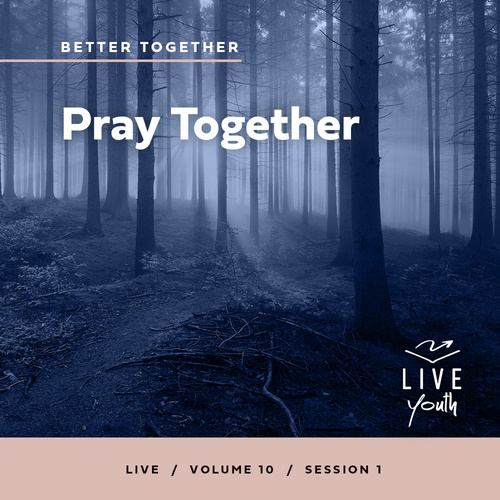 BETTER TOGETHER
Pray Together
LIVE
youth
LIVE / VOLUME 10 / SESSION 1